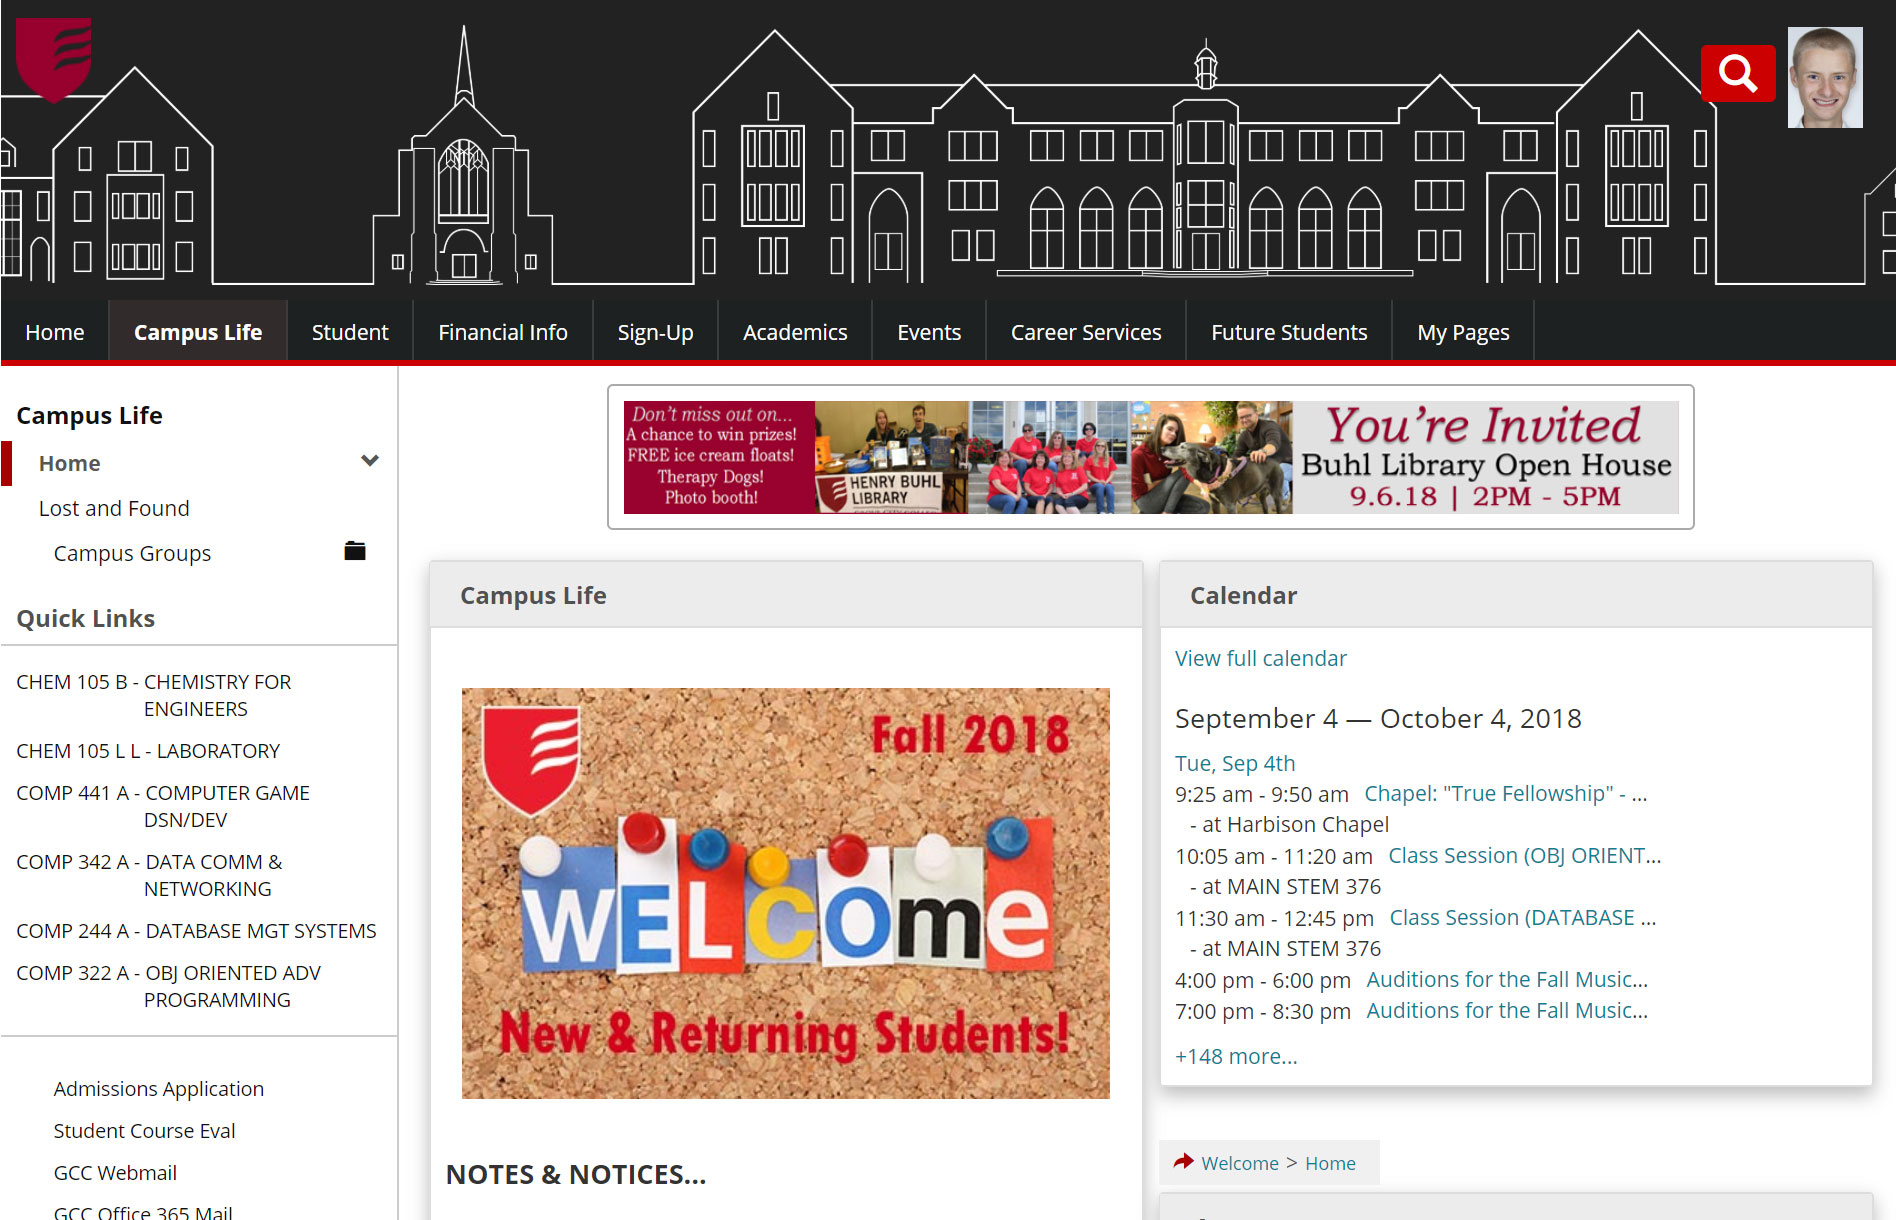 Home
Campus Life
Student
Financial Info
Sign-Up
Academics
Events
Career Services
Future Students
My Pages
Campus Life
Home
Lost and Found
Campus Groups
Quick Links
CHEM 105 B - CHEMISTRY FOR
ENGINEERS
CHEM 105 L L - LABORATORY
COMP 441 A - COMPUTER GAME
DSN/DEV
COMP 342 A - DATA COMM &
NETWORKING
COMP 244 A - DATABASE MGT SYSTEMS
COMP 322 A - OBJ ORIENTED ADV
PROGRAMMING
Admissions Application
Student Course Eval
GCC Webmail
GCC Office 365 Mail
Don't miss out on...
A chance to win prizes!
FREE ice cream floats!
Therapy Dogs!
Photo booth!
HENRY BUHL
LIBRARY
You're Invited
Buhl Library Open House
9.6.18 | 2PM - 5PM
Campus Life
Fall 2018
WELCome
New & Returning Students!
NOTES & NOTICES...
Calendar
View full calendar
September 4 — October 4, 2018
Tue, Sep 4th
9:25 am - 9:50 am Chapel: "True Fellowship" - ...
- at Harbison Chapel
10:05 am - 11:20 am Class Session (OBJ ORIENT...
- at MAIN STEM 376
11:30 am - 12:45 pm Class Session (DATABASE ...
- at MAIN STEM 376
4:00 pm - 6:00 pm Auditions for the Fall Music...
7:00 pm - 8:30 pm Auditions for the Fall Music...
+148 more...
Welcome > Home